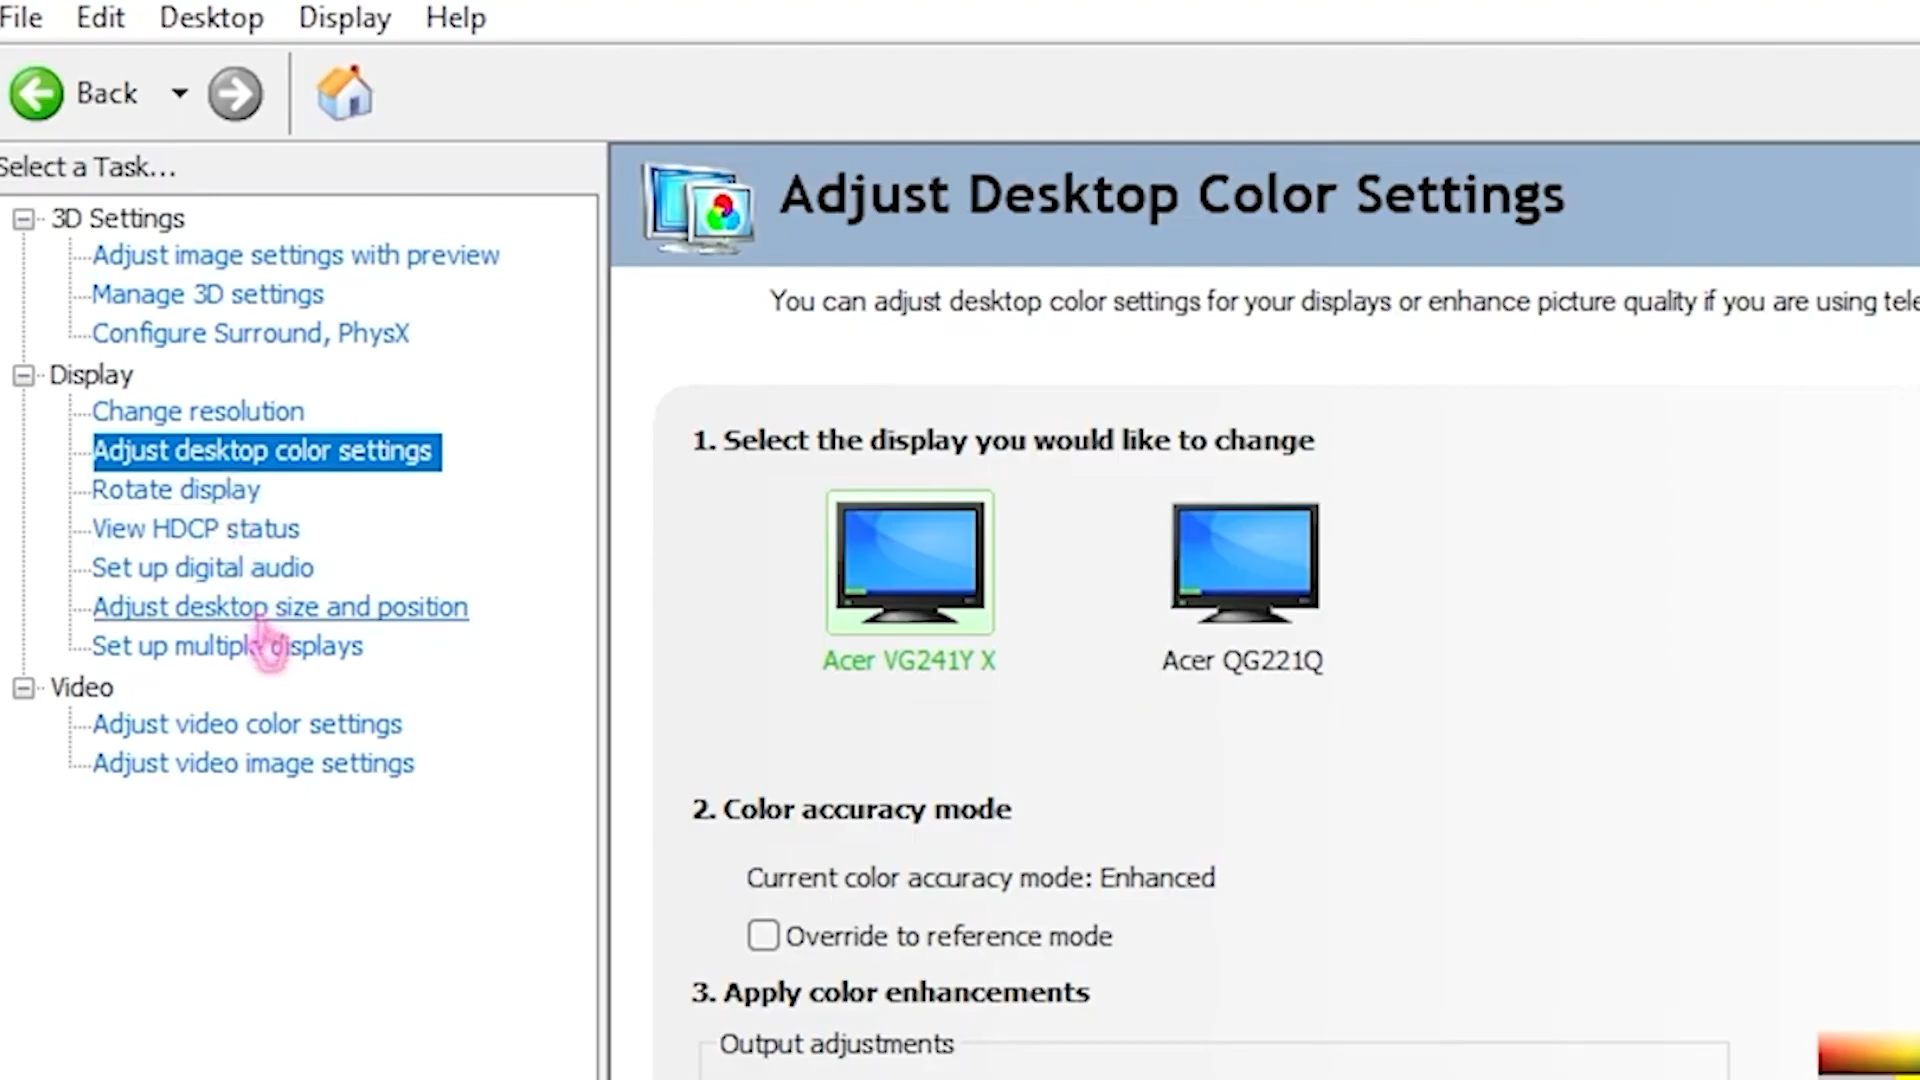 File Edit Desktop Display Help
Back
Select a Task...
3D Settings
Adjust image settings with preview
Manage 3D settings
Configure Surround, PhysX
Display
Change resolution
Adjust desktop color settings
Rotate display
View HDCP status
Set up digital audio
Adjust desktop size and position
Set up multiple displays
Video
Adjust video color settings
Adjust video image settings
Adjust Desktop Color Settings
You can adjust desktop color settings for your displays or enhance picture quality if you are using tele
1. Select the display you would like to change
Acer VG241Y X
Acer QG221Q
2. Color accuracy mode
Current color accuracy mode: Enhanced
Override to reference mode
3. Apply color enhancements
Output adjustments